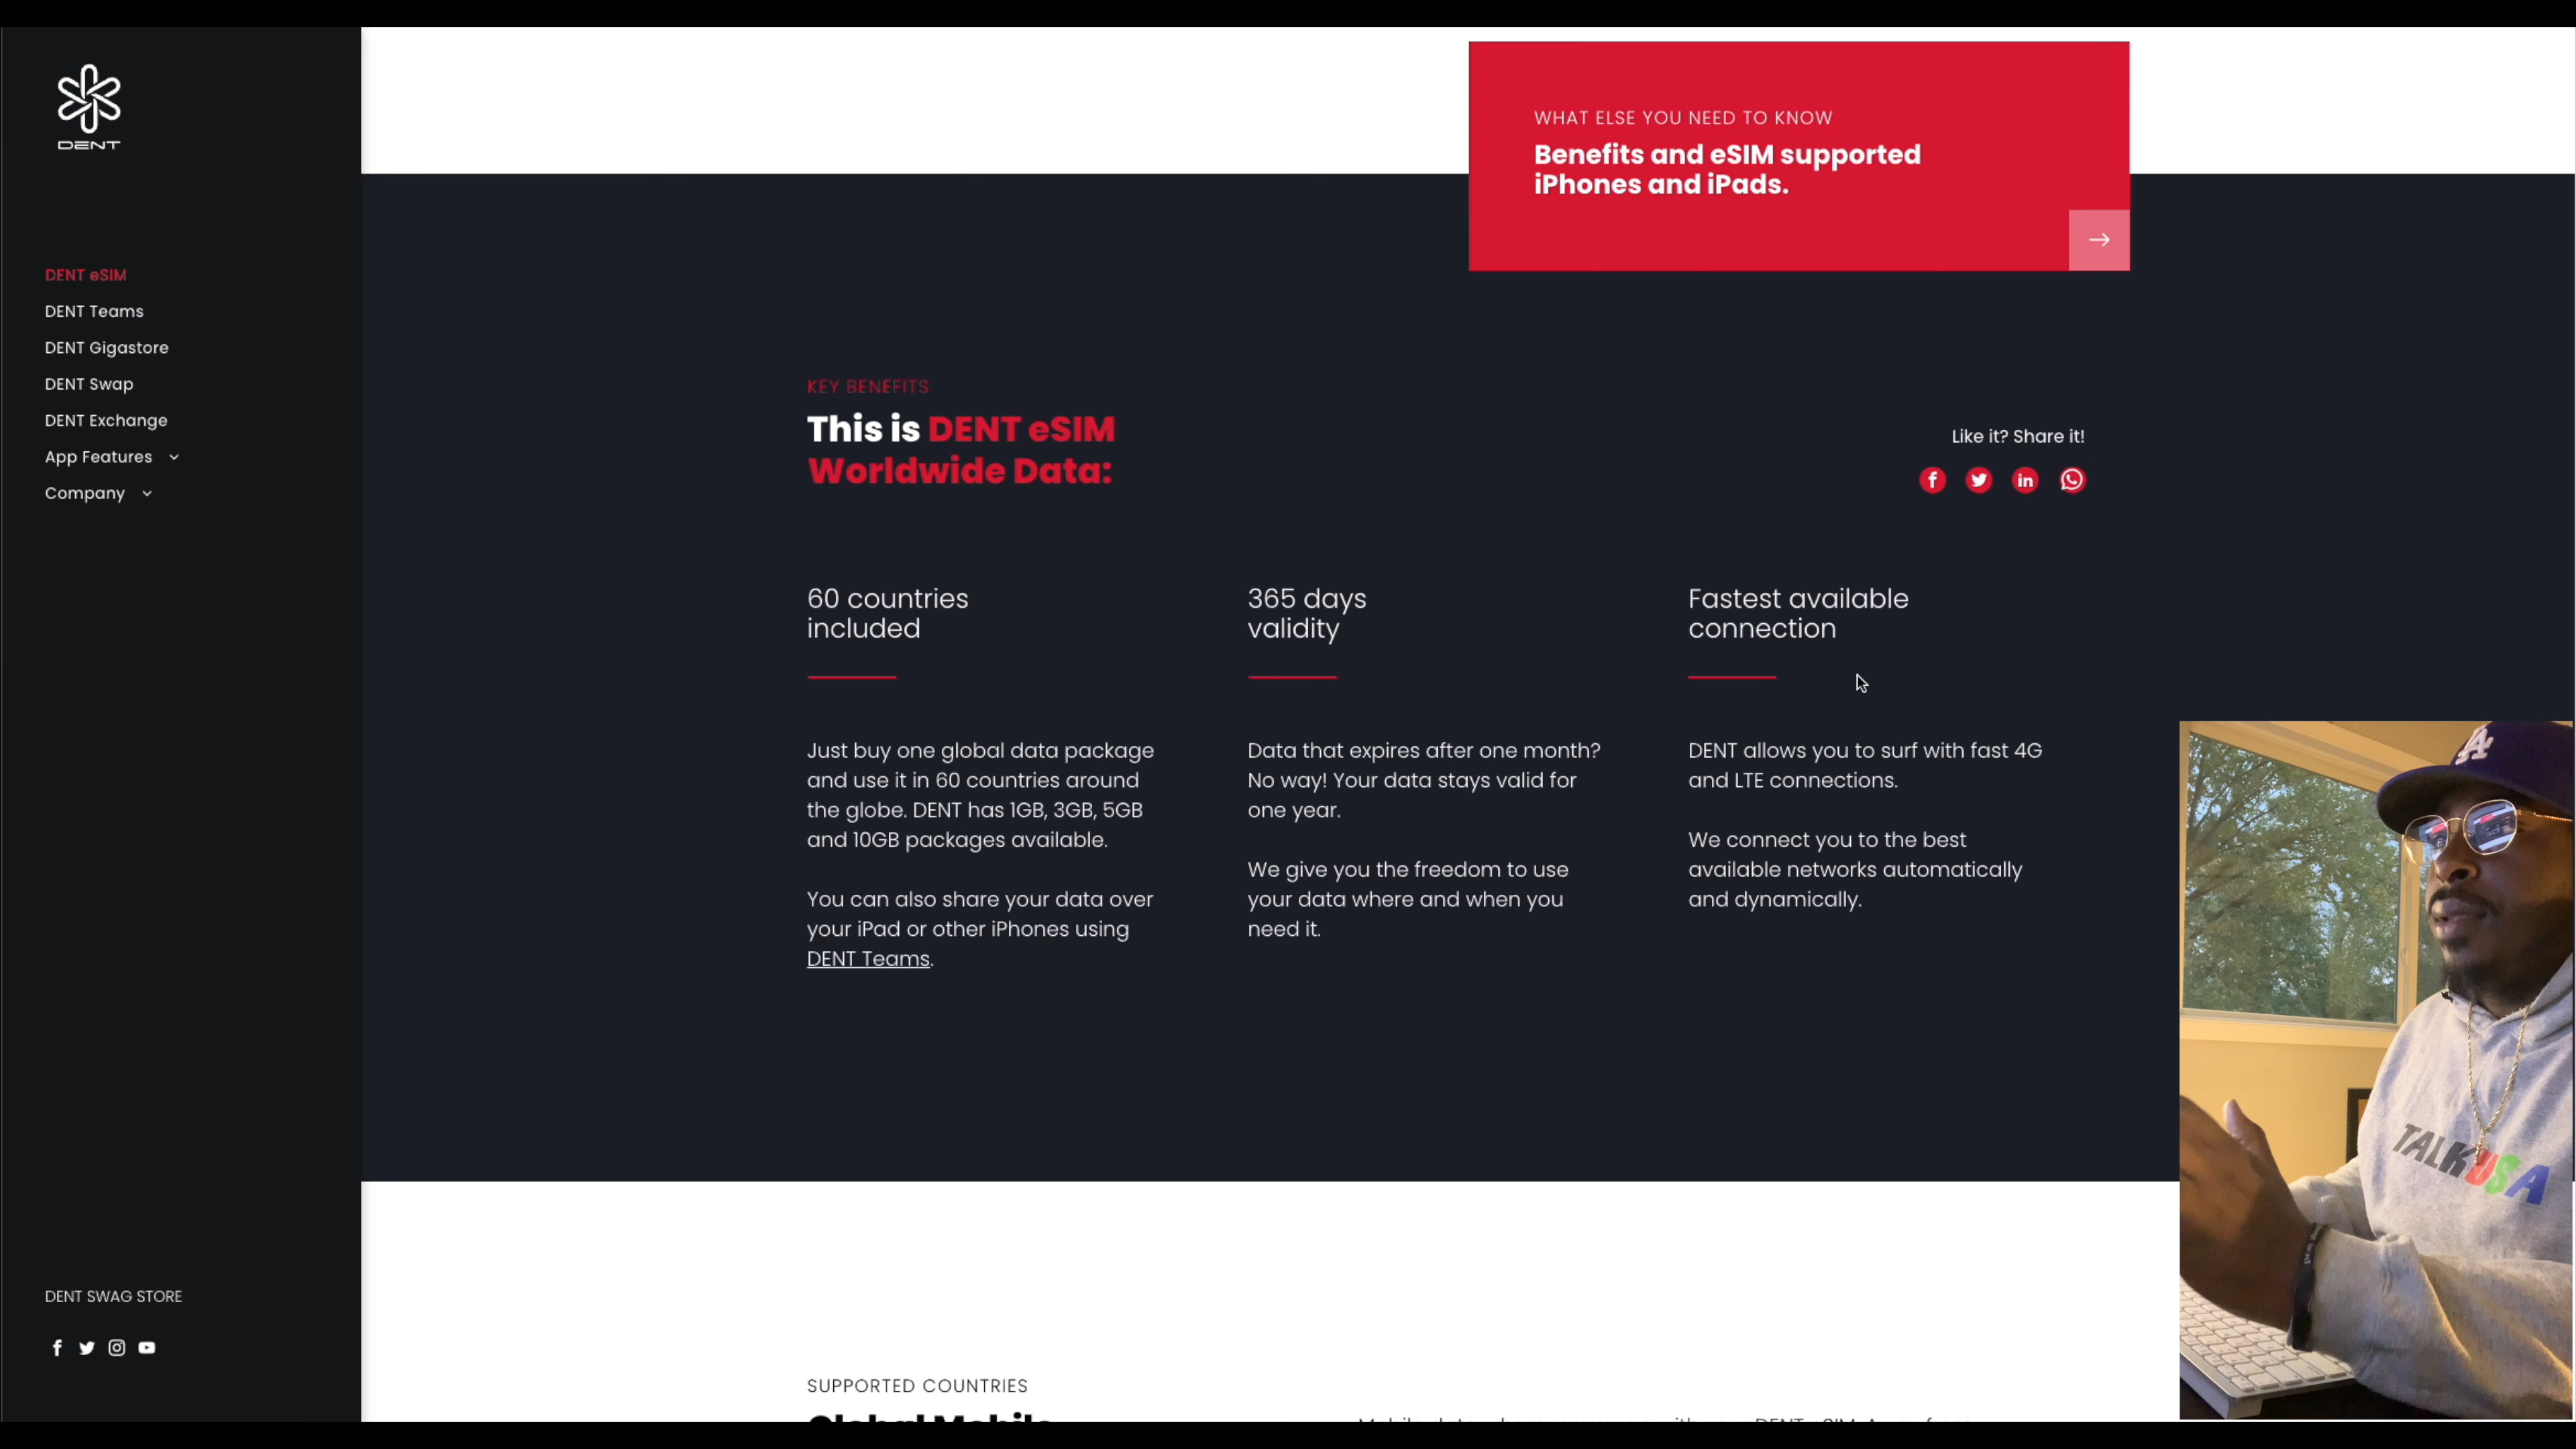 DENT
DENT eSIM
DENT Teams
DENT Gigastore
DENT Swap
DENT Exchange
App Features
Company
DENT SWAG STORE
WHAT ELSE YOU NEED TO KNOW
Benefits and eSIM supported
iPhones and iPads.
KEY BENEFITS
This is DENT eSIM
Worldwide Data:
Like it? Share it!
60 countries
included
Just buy one global data package
and use it in 60 countries around
the globe. DENT has 1GB, 3GB, 5GB
and 10GB packages available.
You can also share your data over
your iPad or other iPhones using
DENT Teams.
365 days
validity
Data that expires after one month?
No way! Your data stays valid for
one year.
We give you the freedom to use
your data where and when you
need it.
Fastest available
connection
DENT allows you to surf with fast 4G
and LTE connections.
We connect you to the best
available networks automatically
and dynamically.
LA
TALK USA
SUPPORTED COUNTRIES
Global Mobile